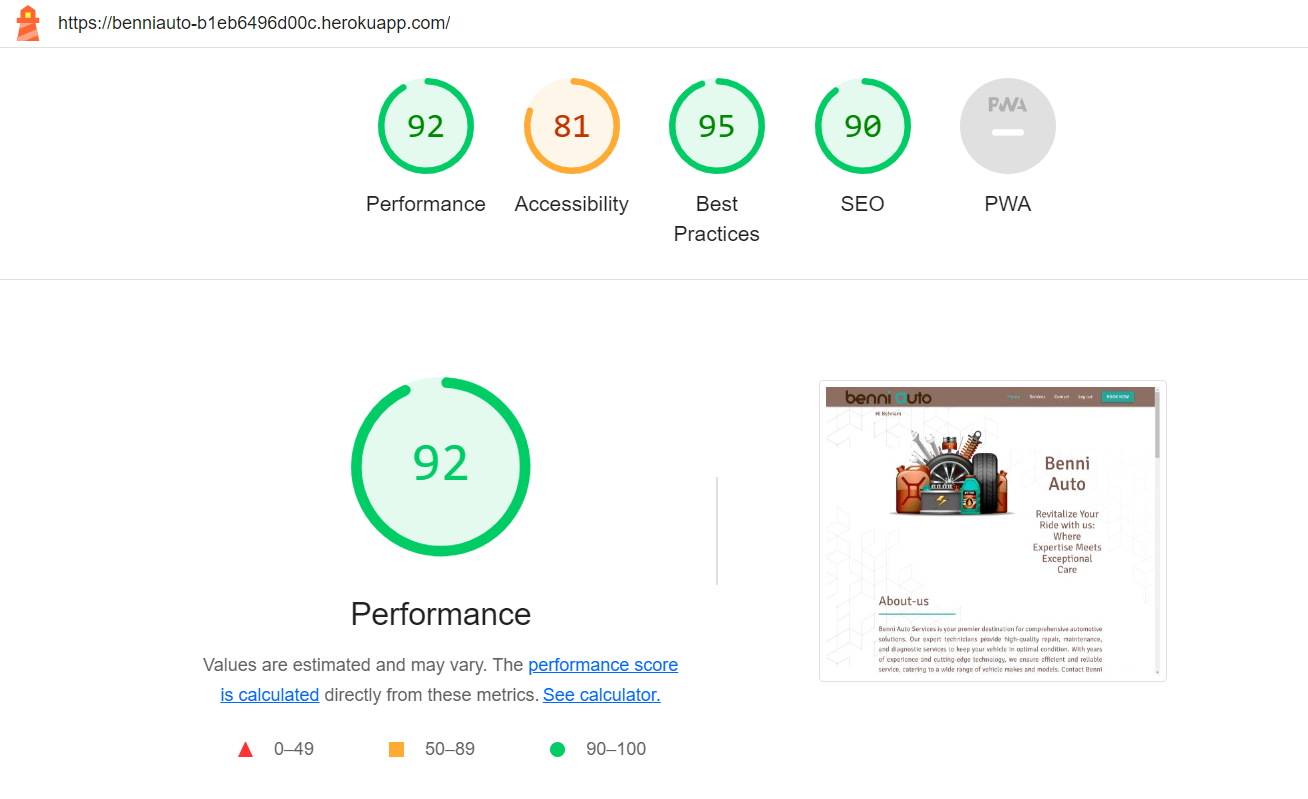 https://benniauto-b1eb6496d00c.herokuapp.com/
92
81
95
90
PWA
Performance
Accessibility
Best
Practices
SEO
PWA
92
Performance
Values are estimated and may vary. The performance score
is calculated directly from these metrics. See calculator.
0–49
50–89
90–100
benni auto
Home
Services
Contact
Log out
BOOK NOW
Hi Behnam
Benni
Auto
Revitalize Your
Ride with us:
Where
Expertise Meets
Exceptional
Care
About-us
Benni Auto Services is your premier destination for comprehensive automotive
solutions. Our expert technicians provide high-quality repair, maintenance,
and diagnostic services to keep your vehicle in optimal condition. With years
of experience and cutting-edge technology, we ensure efficient and reliable
service, catering to a wide range of vehicle makes and models. Contact Benni